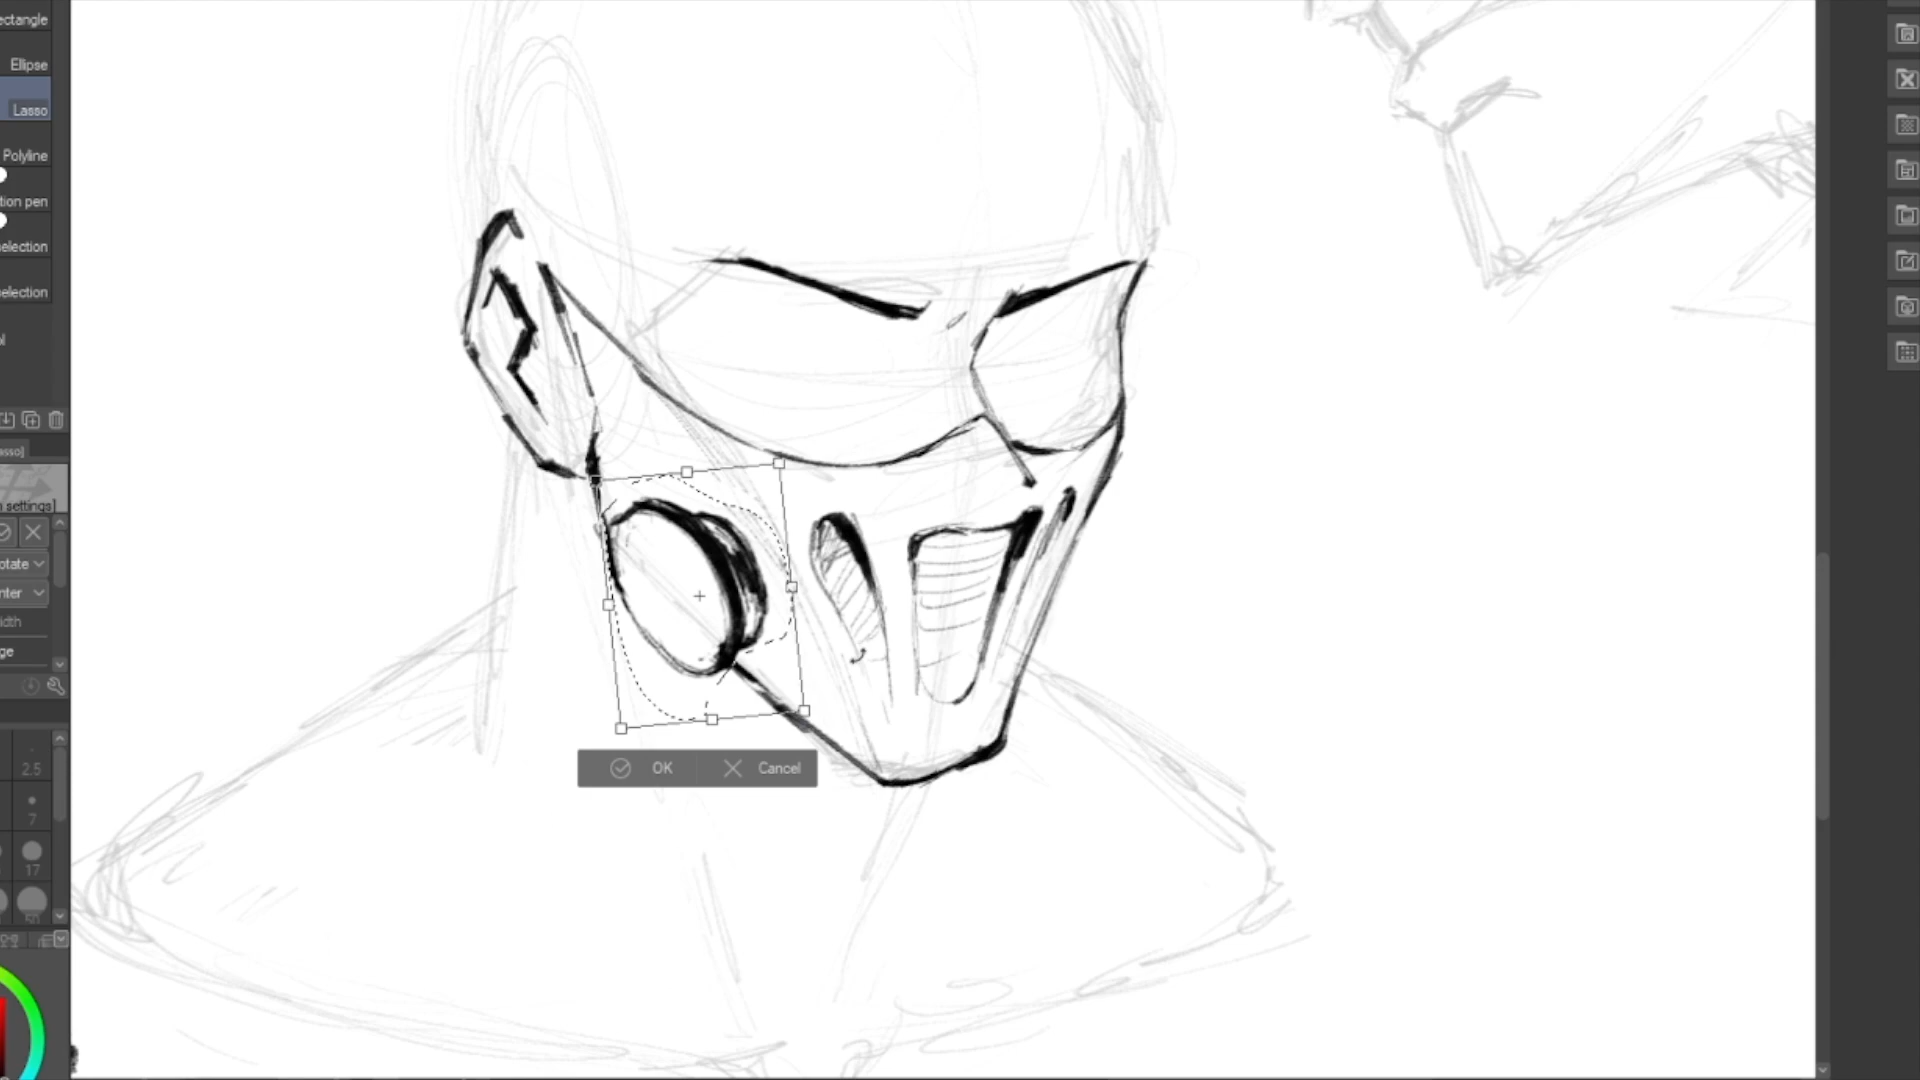 ectangle
Ellipse
Lasso
Polyline
tion pen
election
election
asso]
settings]
otate
nter
idth
ge
OK
Cancel
2.5
7
17
50